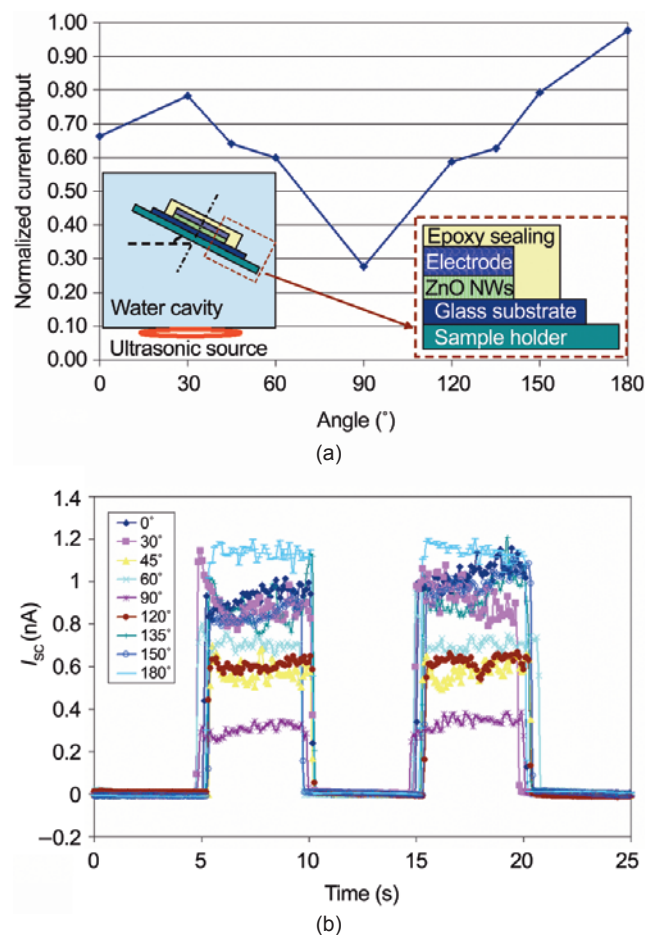 1.00
0.90
0.80
0.70
0.60
0.50
0.40
0.30
0.20
0.10
0.00
Normalized current output
Water cavity
Ultrasonic source
Epoxy sealing
Electrode
ZnO NWs
Glass substrate
Sample holder
0 30 60 90 120 150 180
Angle (°)
(a)
1.4
1.2
1.0
0.8
0.6
0.4
0.2
0
–0.2
I_SC (nA)
0°
30°
45°
60°
90°
120°
135°
150°
180°
0 5 10 15 20 25
Time (s)
(b)